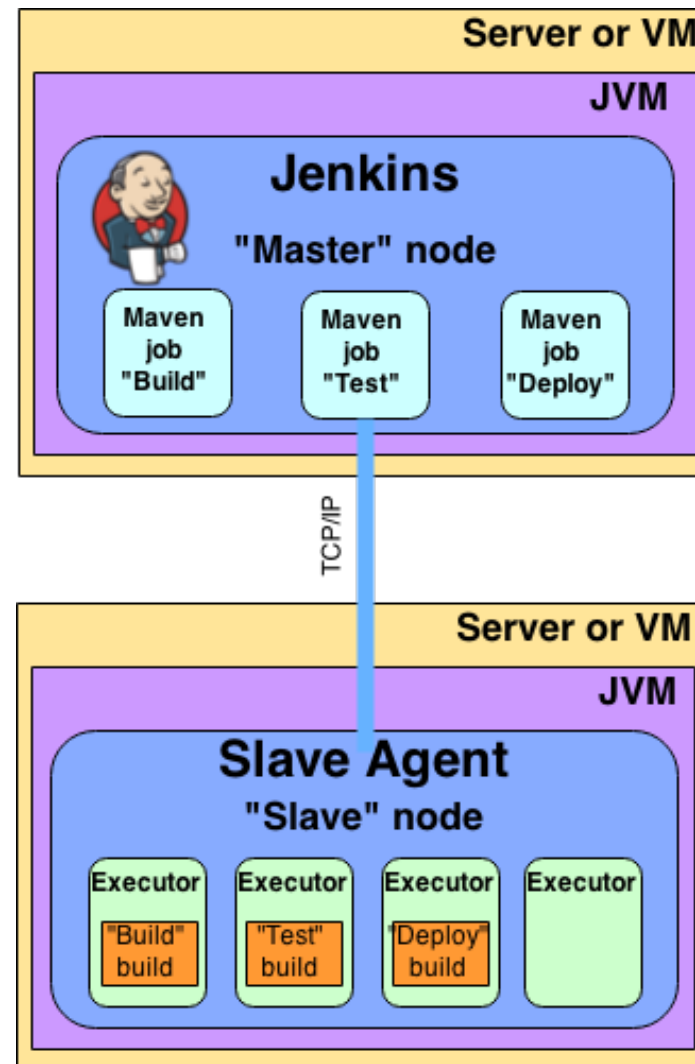 Server or VM
JVM
Jenkins
"Master" node
Maven
job
"Build"
Maven
job
"Test"
Maven
job
"Deploy"
TCP/IP
Server or VM
JVM
Slave Agent
"Slave" node
Executor
"Build"
build
Executor
"Test"
build
Executor
"Deploy"
build
Executor